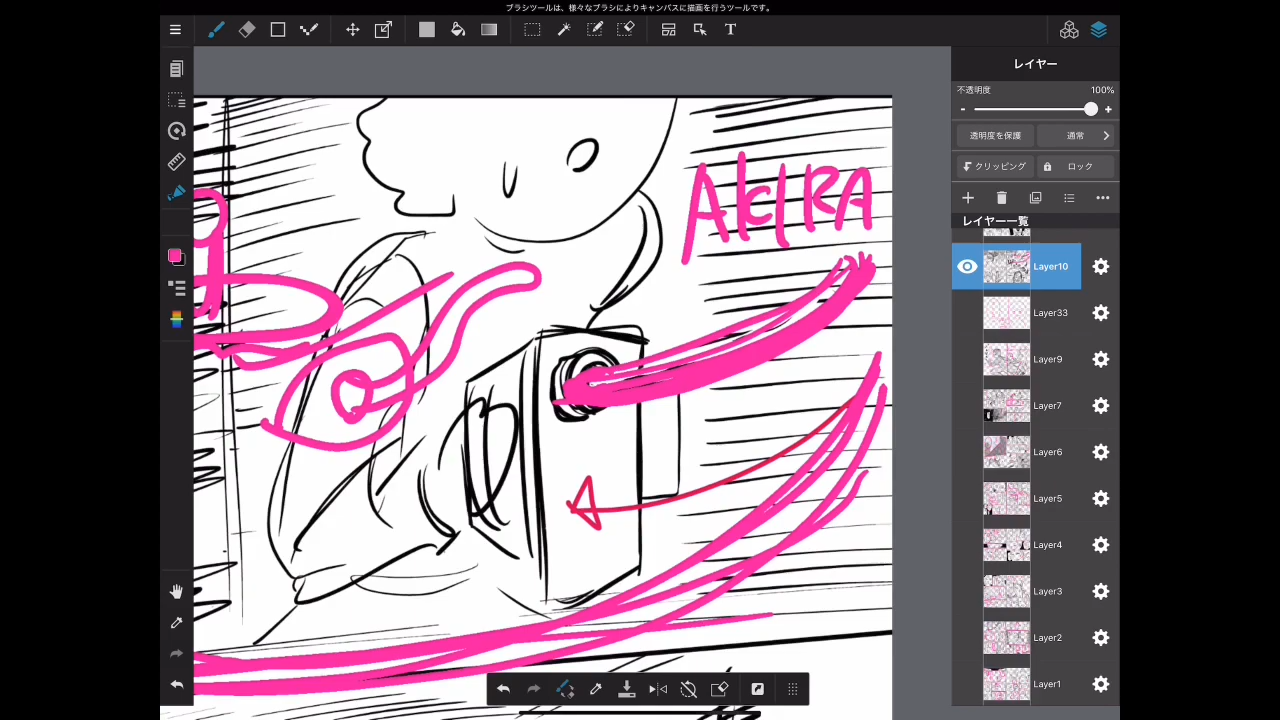 ブラシツールは、様々なブラシによりキャンバスに描画を行うツールです。
T
レイヤー
不透明度 100%
- +
透明度を保護 通常
クリッピング ロック
レイヤー一覧
AKIRA
Layer10
Layer33
Layer9
Layer7
Layer6
Layer5
Layer4
Layer3
Layer2
Layer1